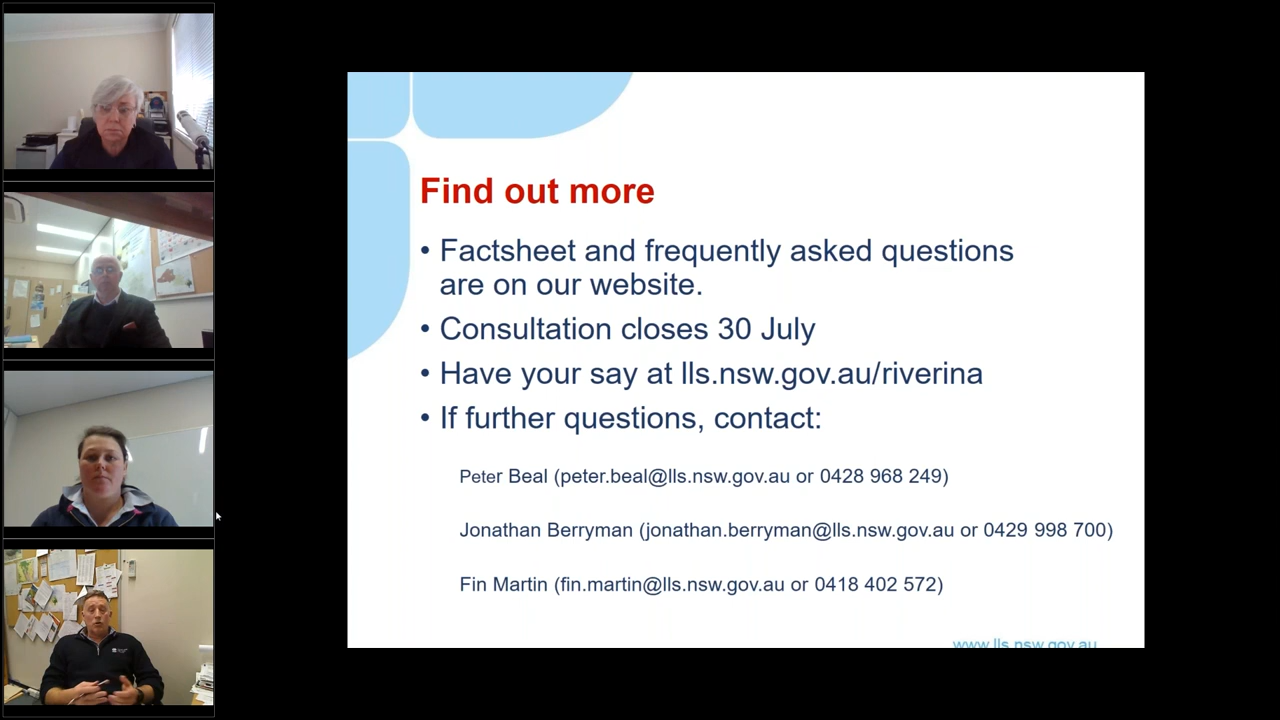 Find out more
• Factsheet and frequently asked questions
are on our website.
• Consultation closes 30 July
• Have your say at lls.nsw.gov.au/riverina
• If further questions, contact:
Peter Beal (peter.beal@lls.nsw.gov.au or 0428 968 249)
Jonathan Berryman (jonathan.berryman@lls.nsw.gov.au or 0429 998 700)
Fin Martin (fin.martin@lls.nsw.gov.au or 0418 402 572)
www.lls.nsw.gov.au